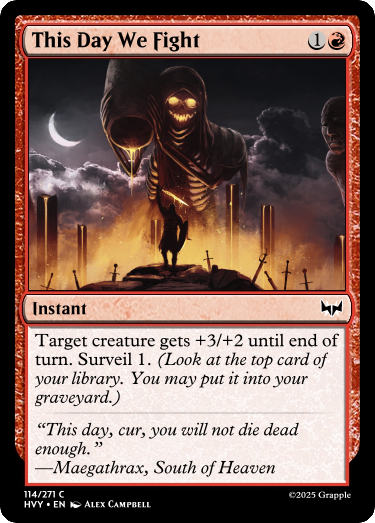 This Day We Fight
1
Instant
Target creature gets +3/+2 until end of
turn. Surveil 1. (Look at the top card of
your library. You may put it into your
graveyard.)
“This day, cur, you will not die dead
enough.”
—Maegathrax, South of Heaven
114/271 C
HVY • EN ALEX CAMPBELL
©2025 Grapple